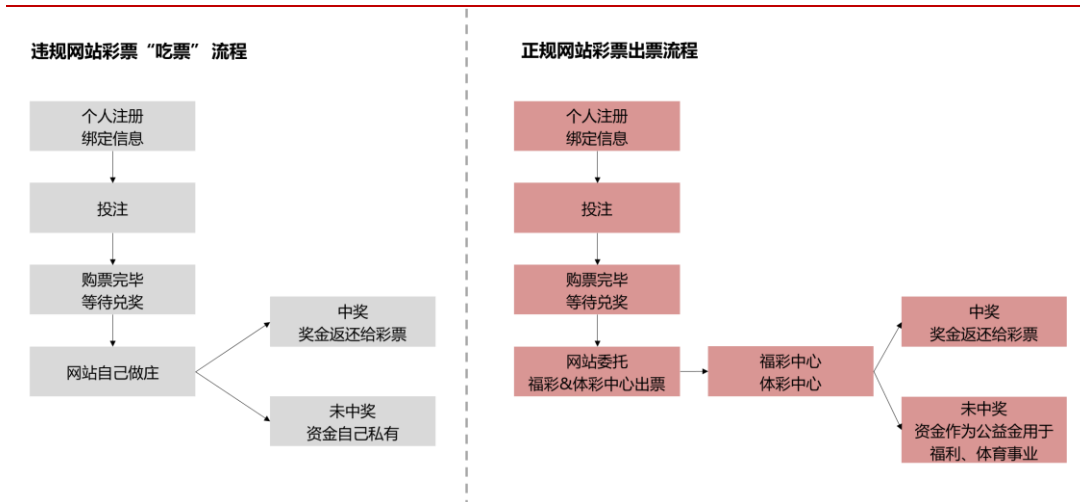 违规网站彩票“吃票” 流程
个人注册
绑定信息
投注
购票完毕
等待兑奖
网站自己做庄
中奖
奖金返还给彩票
未中奖
资金自己私有
正规网站彩票出票流程
个人注册
绑定信息
投注
购票完毕
等待兑奖
网站委托
福彩&体彩中心出票
福彩中心
体彩中心
中奖
奖金返还给彩票
未中奖
资金作为公益金用于
福利、体育事业